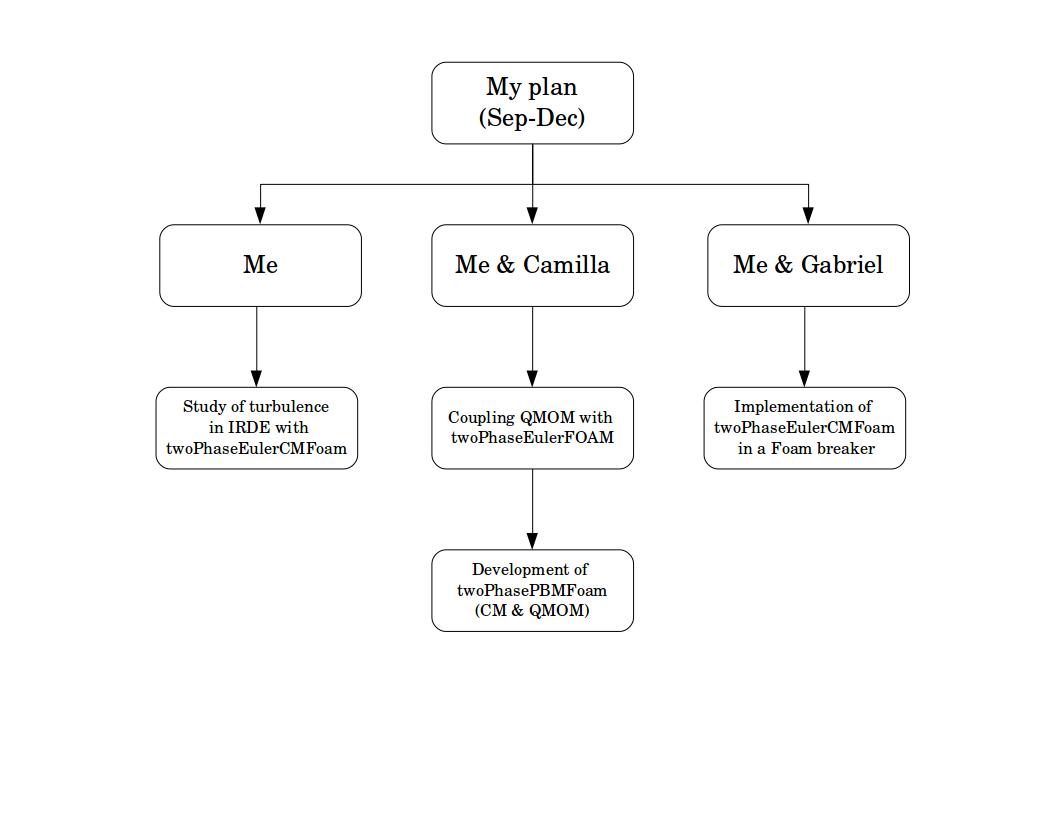 My plan
(Sep-Dec)
Me
Me & Camilla
Me & Gabriel
Study of turbulence
in IRDE with
twoPhaseEulerCMFoam
Coupling QMOM with
twoPhaseEulerFOAM
Implementation of
twoPhaseEulerCMFoam
in a Foam breaker
Development of
twoPhasePBMFoam
(CM & QMOM)